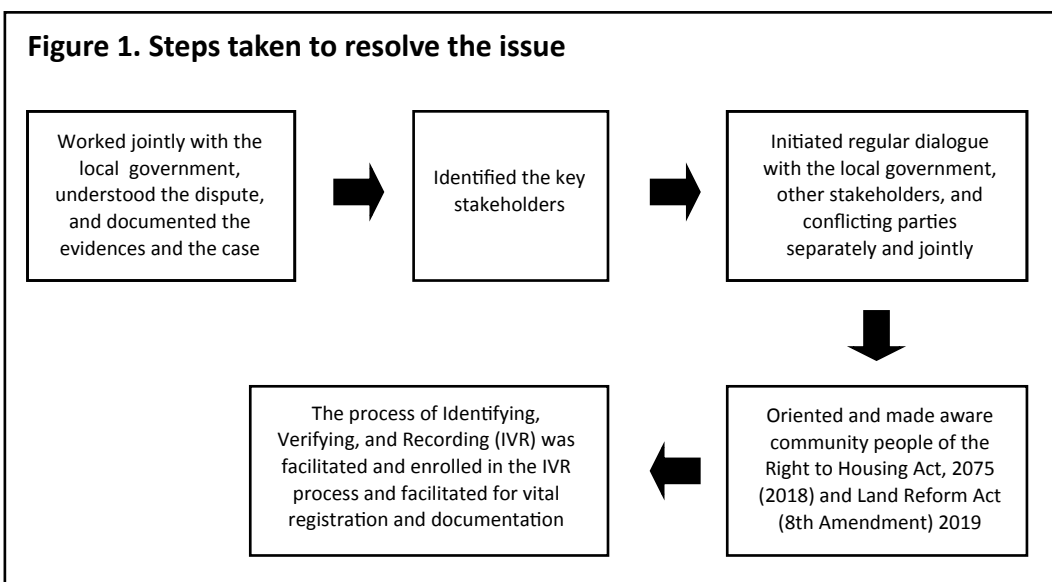 Figure 1. Steps taken to resolve the issue
Worked jointly with the
local government,
understood the dispute,
and documented the
evidences and the case
Identified the key
stakeholders
Initiated regular dialogue
with the local government,
other stakeholders, and
conflicting parties
separately and jointly
Oriented and made aware
community people of the
Right to Housing Act, 2075
(2018) and Land Reform Act
(8th Amendment) 2019
The process of Identifying,
Verifying, and Recording (IVR) was
facilitated and enrolled in the IVR
process and facilitated for vital
registration and documentation